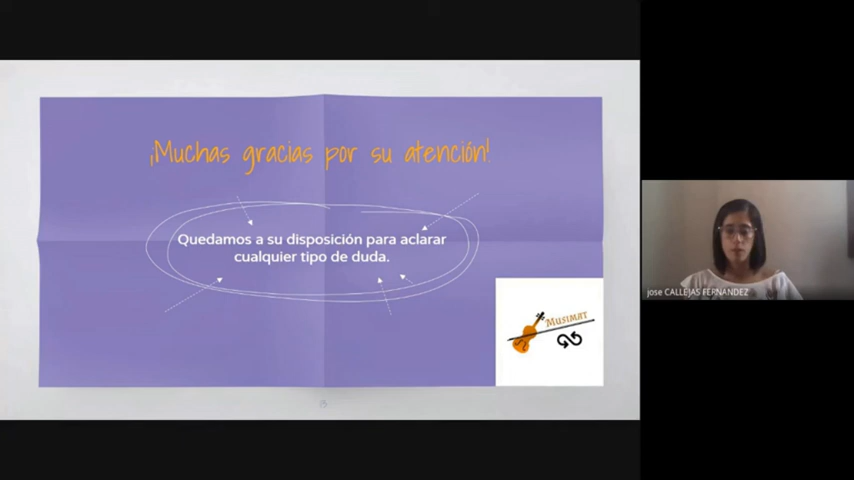 ¡Muchas gracias por su atención!
Quedamos a su disposición para aclarar
cualquier tipo de duda.
MUSIMAT
jose CALLEJAS FERNANDEZ